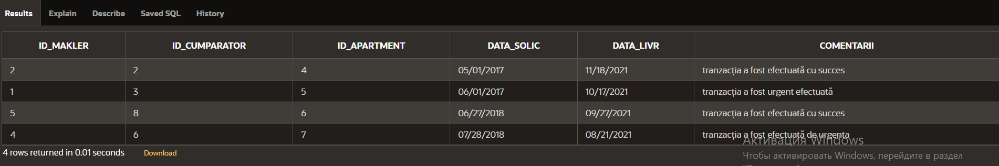 Results Explain Describe Saved SQL History
ID_MAKLER ID_CUMPARATOR ID_APARTMENT DATA_SOLIC DATA_LIVR COMENTARII
2 2 4 05/01/2017 11/18/2021 tranzacția a fost efectuată cu succes
1 3 5 06/01/2017 10/17/2021 tranzacția a fost urgent efectuată
5 8 6 06/27/2018 09/27/2021 tranzacția a fost efectuată cu succes
4 6 7 07/28/2018 08/21/2021 tranzacția a fost efectuată de urgenta
4 rows returned in 0.01 seconds Download
Активация Windows
Чтобы активировать Windows, перейдите в раздел